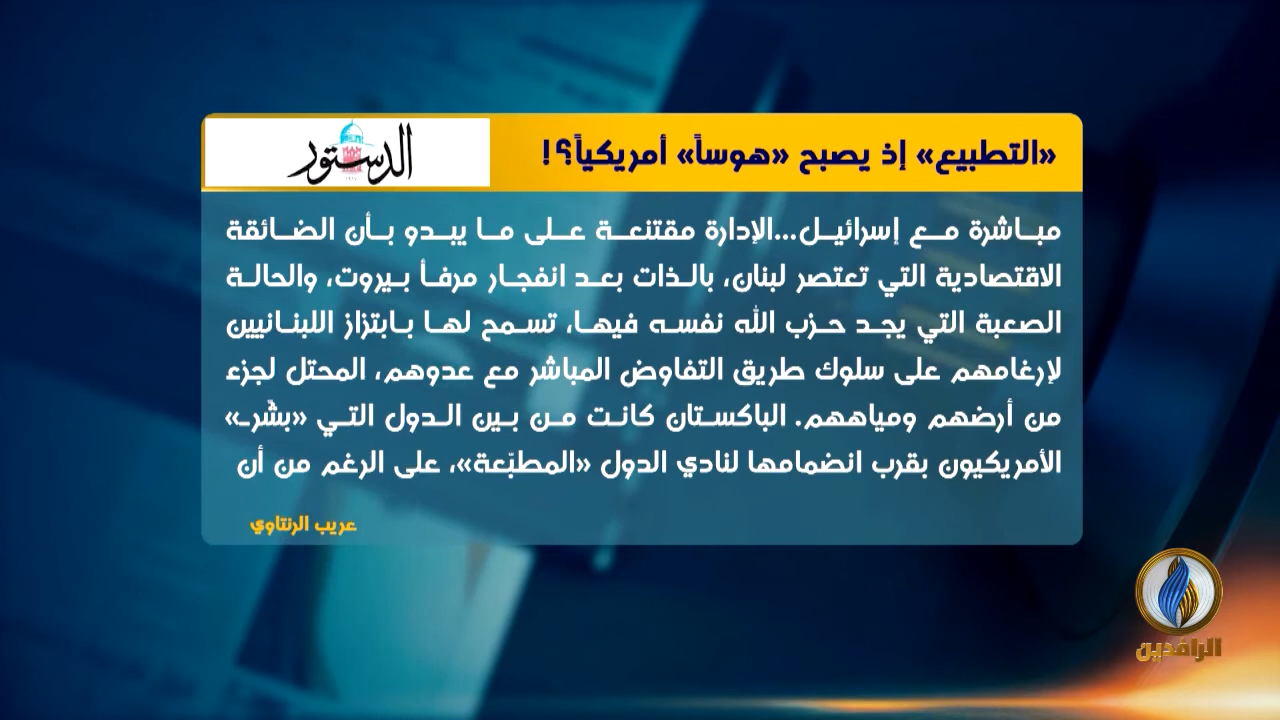 «التطبيع» إذ يصبح «هوساً» أمريكياً؟!
الدستور
مباشرة مع إسرائيل...الإدارة مقتنعة على ما يبدو بأن الضائقة
الاقتصادية التي تعتصر لبنان، بالذات بعد انفجار مرفأ بيروت، والحالة
الصعبة التي يجد حزب الله نفسه فيها، تسمح لها بابتزاز اللبنانيين
لإرغامهم على سلوك طريق التفاوض المباشر مع عدوهم، المحتل لجزء
من أرضهم ومياههم. الباكستان كانت من بين الدول التي «بشّرـ»
الأمريكيون بقرب انضمامها لنادي الدول «المطبّعة»، على الرغم من أن
عريب الرنتاوي
الرافدين